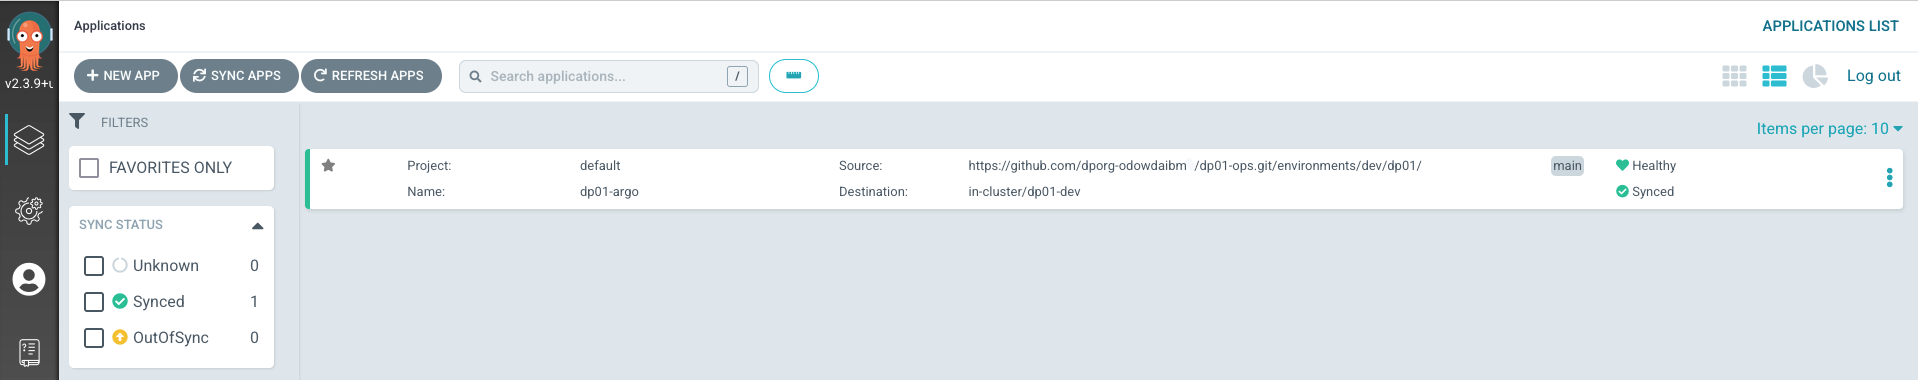 Applications
APPLICATIONS LIST
v2.3.9+
NEW APP
SYNC APPS
REFRESH APPS
Search applications...
/
Log out
FILTERS
FAVORITES ONLY
SYNC STATUS
Unknown 0
Synced 1
OutOfSync 0
Items per page: 10
Project: default Source: https://github.com/dporg-odowdaibm /dp01-ops.git/environments/dev/dp01/ main Healthy
Name: dp01-argo Destination: in-cluster/dp01-dev Synced